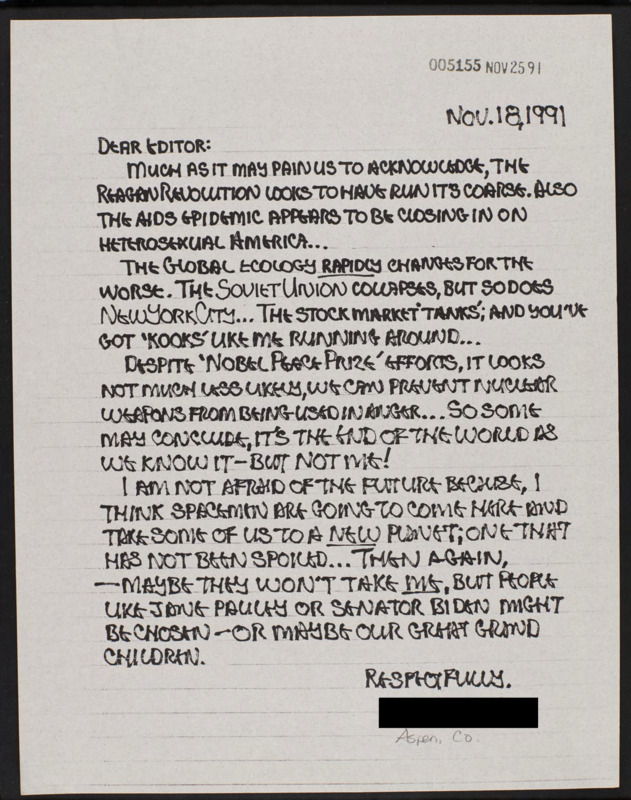 005155 NOV 25 91
NOV. 18, 1991
DEAR EDITOR:
MUCH AS IT MAY PAIN US TO ACKNOWLEDGE, THE
REAGAN REVOLUTION LOOKS TO HAVE RUN ITS COARSE. ALSO
THE AIDS EPIDEMIC APPEARS TO BE CLOSING IN ON
HETEROSEXUAL AMERICA...
THE GLOBAL ECOLOGY RAPIDLY CHANGES FOR THE
WORSE. THE SOVIET UNION COLLAPSES, BUT SO DOES
NEW YORK CITY... THE STOCK MARKET 'TANKS'; AND YOU'VE
GOT 'KOOKS' LIKE ME RUNNING AROUND...
DESPITE 'NOBEL PEACE PRIZE' EFFORTS, IT LOOKS
NOT MUCH LESS LIKELY, WE CAN PREVENT NUCLEAR
WEAPONS FROM BEING USED IN ANGER... SO SOME
MAY CONCLUDE, IT'S THE END OF THE WORLD AS
WE KNOW IT - BUT NOT ME!
I AM NOT AFRAID OF THE FUTURE BECAUSE, I
THINK SPACEMEN ARE GOING TO COME HERE AND
TAKE SOME OF US TO A NEW PLANET; ONE THAT
HAS NOT BEEN SPOILED... THEN AGAIN,
- MAYBE THEY WON'T TAKE ME, BUT PEOPLE
LIKE JANE PAULEY OR SENATOR BIDEN MIGHT
BE CHOSEN - OR MAYBE OUR GREAT GRAND
CHILDREN.
RESPECTFULLY.
Aspen, Co.